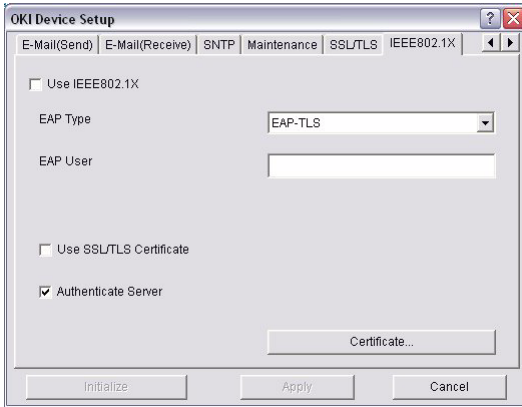 OKI Device Setup
E-Mail(Send) E-Mail(Receive) SNTP Maintenance SSL/TLS IEEE802.1X
Use IEEE802.1X
EAP Type EAP-TLS
EAP User
Use SSL/TLS Certificate
Authenticate Server
Certificate...
Initialize Apply Cancel